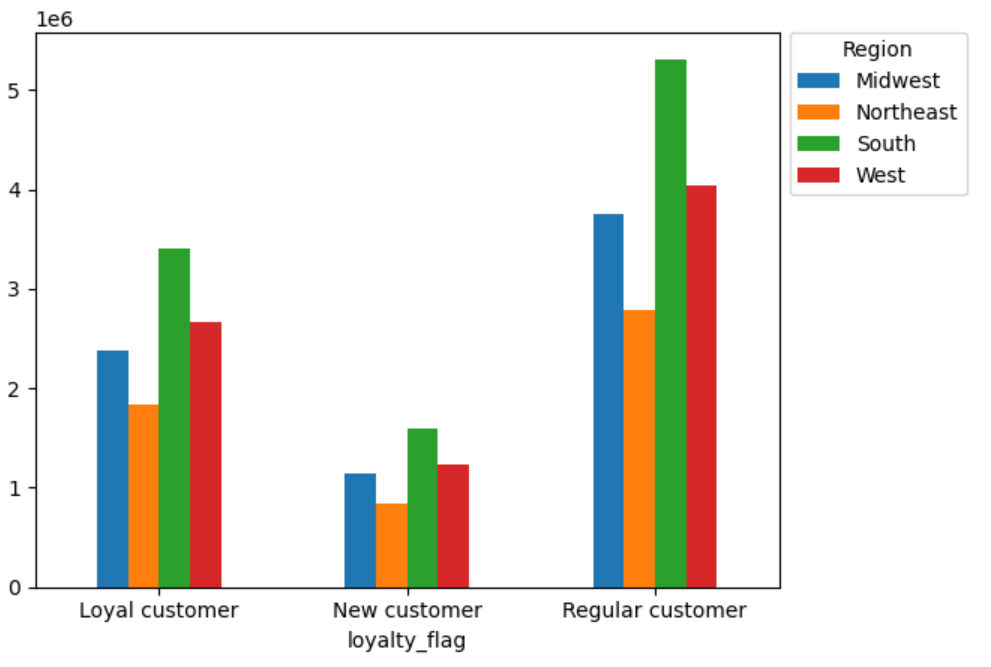 1e6
Region
Midwest
Northeast
South
West
5
4
3
2
1
0
Loyal customer New customer Regular customer
loyalty_flag